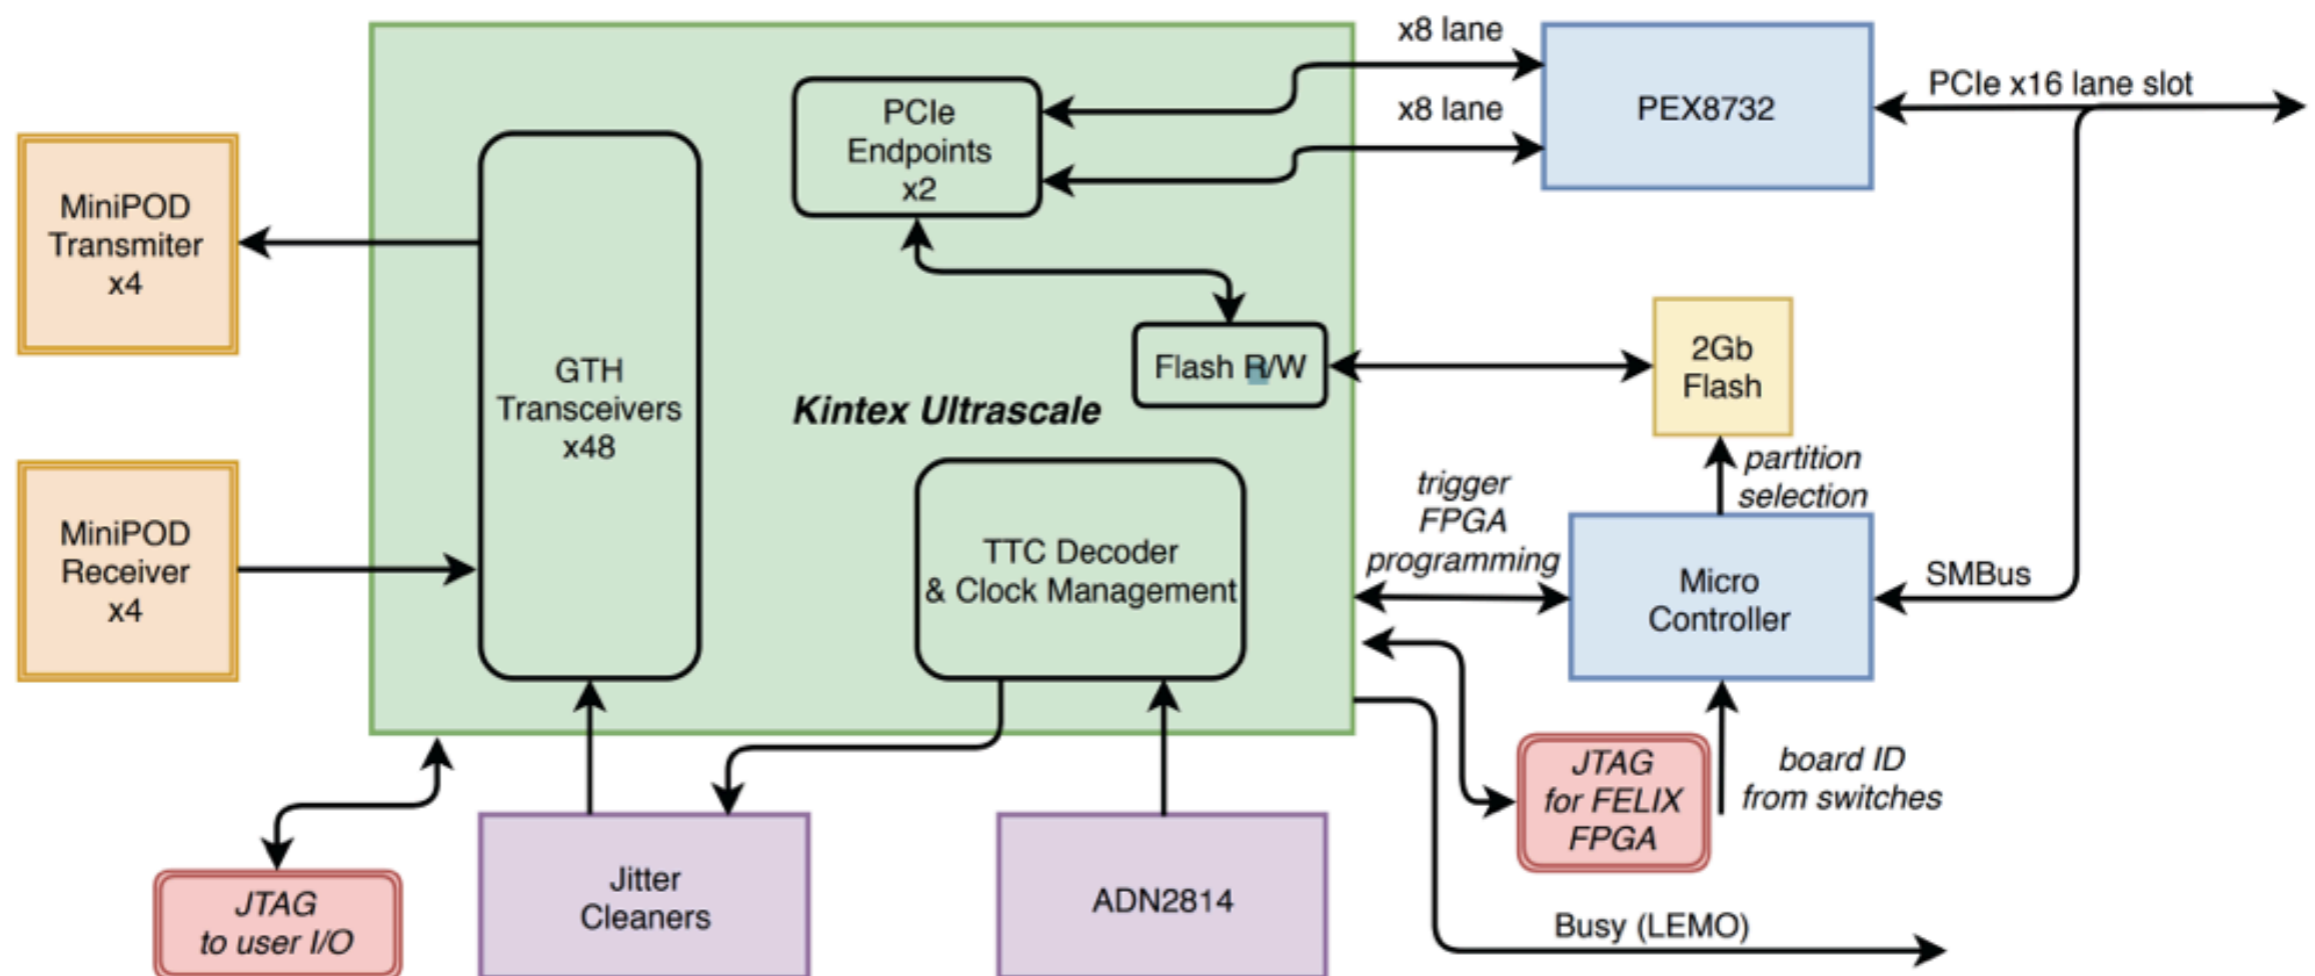 x8 lane
x8 lane
PCIe
Endpoints
x2
PEX8732
PCIe x16 lane slot
MiniPOD
Transmiter
x4
GTH
Transceivers
x48
Flash R/W
2Gb
Flash
Kintex Ultrascale
partition
selection
trigger
FPGA
programming
MiniPOD
Receiver
x4
TTC Decoder
& Clock Management
Micro
Controller
SMBus
JTAG
for FELIX
FPGA
board ID
from switches
JTAG
to user I/O
Jitter
Cleaners
ADN2814
Busy (LEMO)